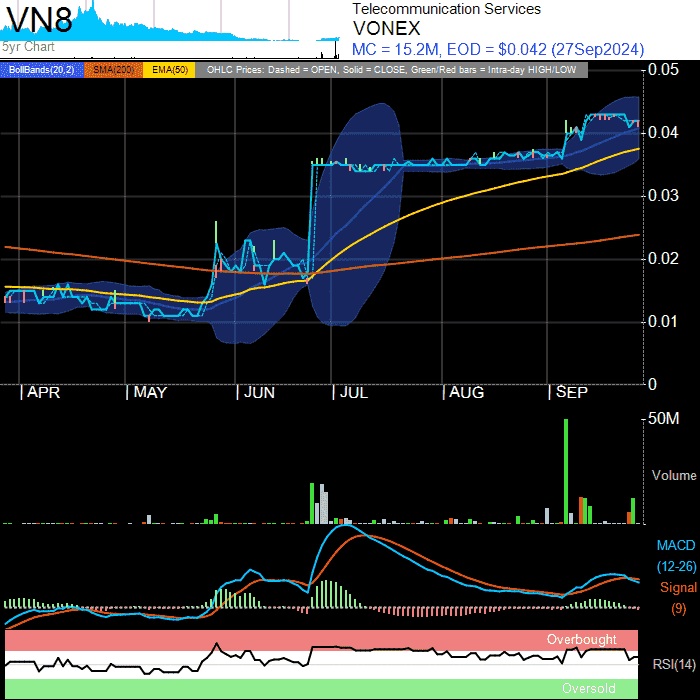 VN8
5yr Chart
Telecommunication Services
VONEX
MC = 15.2M, EOD = $0.042 (27Sep2024)
BollBands(20,2) SMA(200) EMA(50) OHLC Prices: Dashed = OPEN, Solid = CLOSE, Green/Red bars = Intra-day HIGH/LOW
0.05
0.04
0.03
0.02
0.01
0
APR MAY JUN JUL AUG SEP
50M
Volume
MACD
(12-26)
Signal
(9)
Overbought
RSI(14)
Oversold